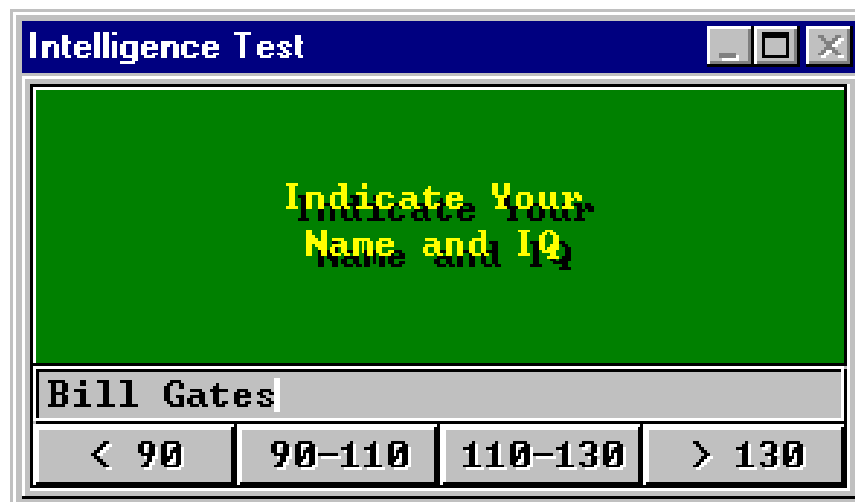 Intelligence Test
Indicate Your
Name and IQ
Bill Gates
< 90 90-110 110-130 > 130